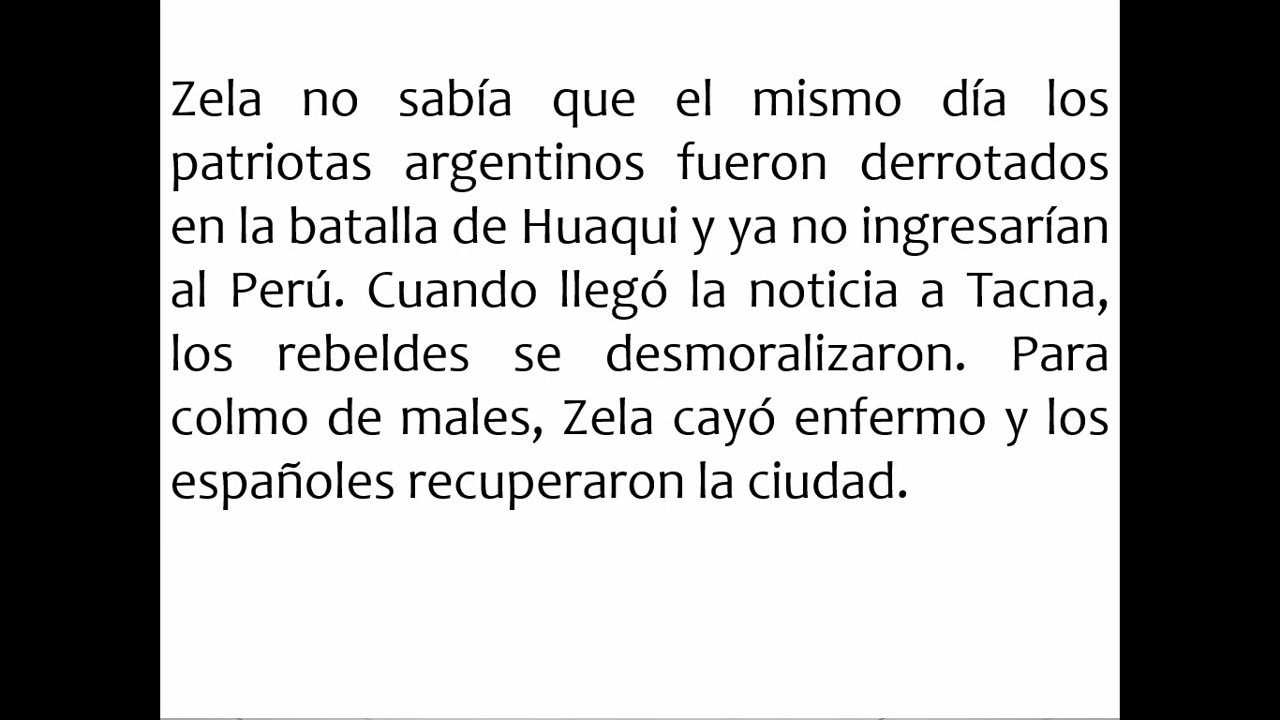 Zela no sabía que el mismo día los
patriotas argentinos fueron derrotados
en la batalla de Huaqui y ya no ingresarían
al Perú. Cuando llegó la noticia a Tacna,
los rebeldes se desmoralizaron. Para
colmo de males, Zela cayó enfermo y los
españoles recuperaron la ciudad.